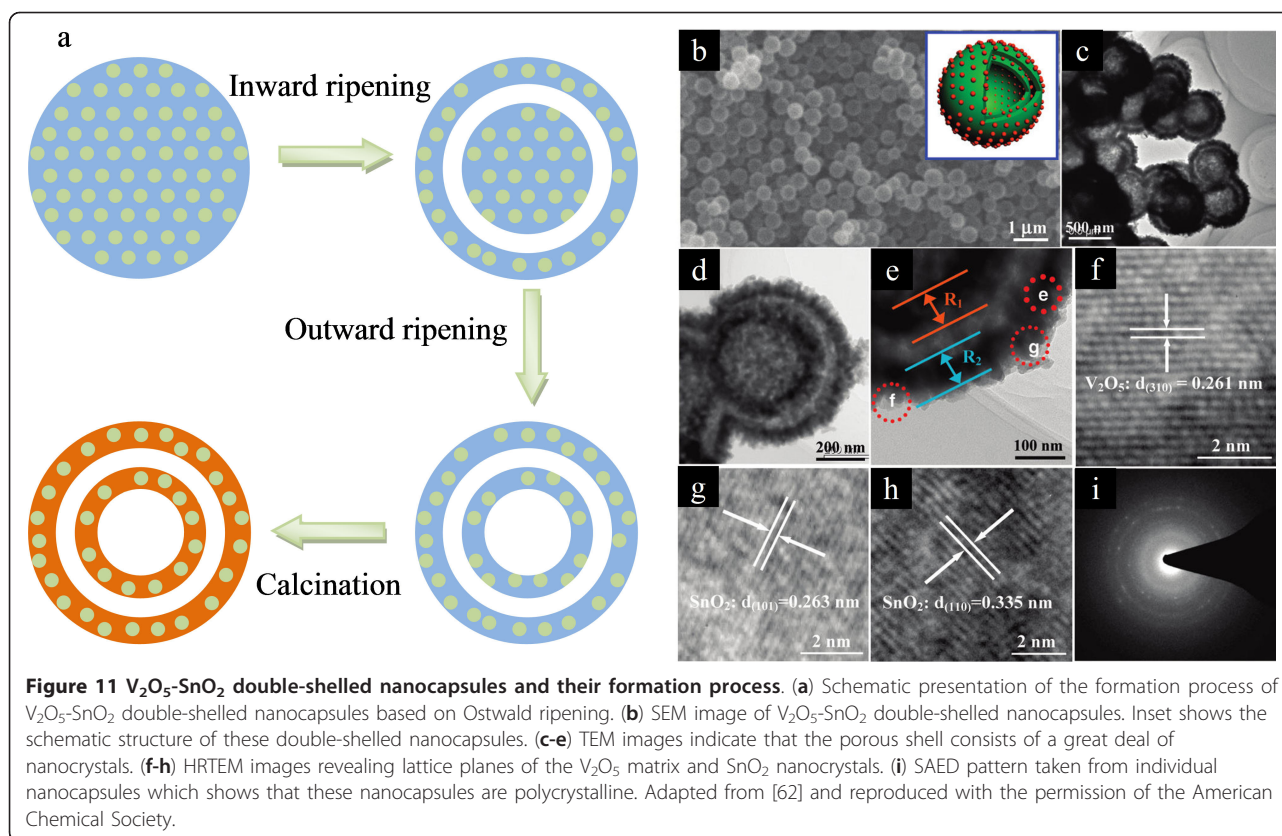 a
Inward ripening
Outward ripening
Calcination
b
1 μm
c
500 nm
d
200 nm
e
R₁
R₂
e
g
f
100 nm
f
V₂O₅: d₍₃₁₀₎ = 0.261 nm
2 nm
g
SnO₂: d₍₁₀₁₎=0.263 nm
2 nm
h
SnO₂: d₍₁₁₀₎=0.335 nm
2 nm
i
Figure 11 V₂O₅-SnO₂ double-shelled nanocapsules and their formation process. (a) Schematic presentation of the formation process of
V₂O₅-SnO₂ double-shelled nanocapsules based on Ostwald ripening. (b) SEM image of V₂O₅-SnO₂ double-shelled nanocapsules. Inset shows the
schematic structure of these double-shelled nanocapsules. (c-e) TEM images indicate that the porous shell consists of a great deal of
nanocrystals. (f-h) HRTEM images revealing lattice planes of the V₂O₅ matrix and SnO₂ nanocrystals. (i) SAED pattern taken from individual
nanocapsules which shows that these nanocapsules are polycrystalline. Adapted from [62] and reproduced with the permission of the American
Chemical Society.